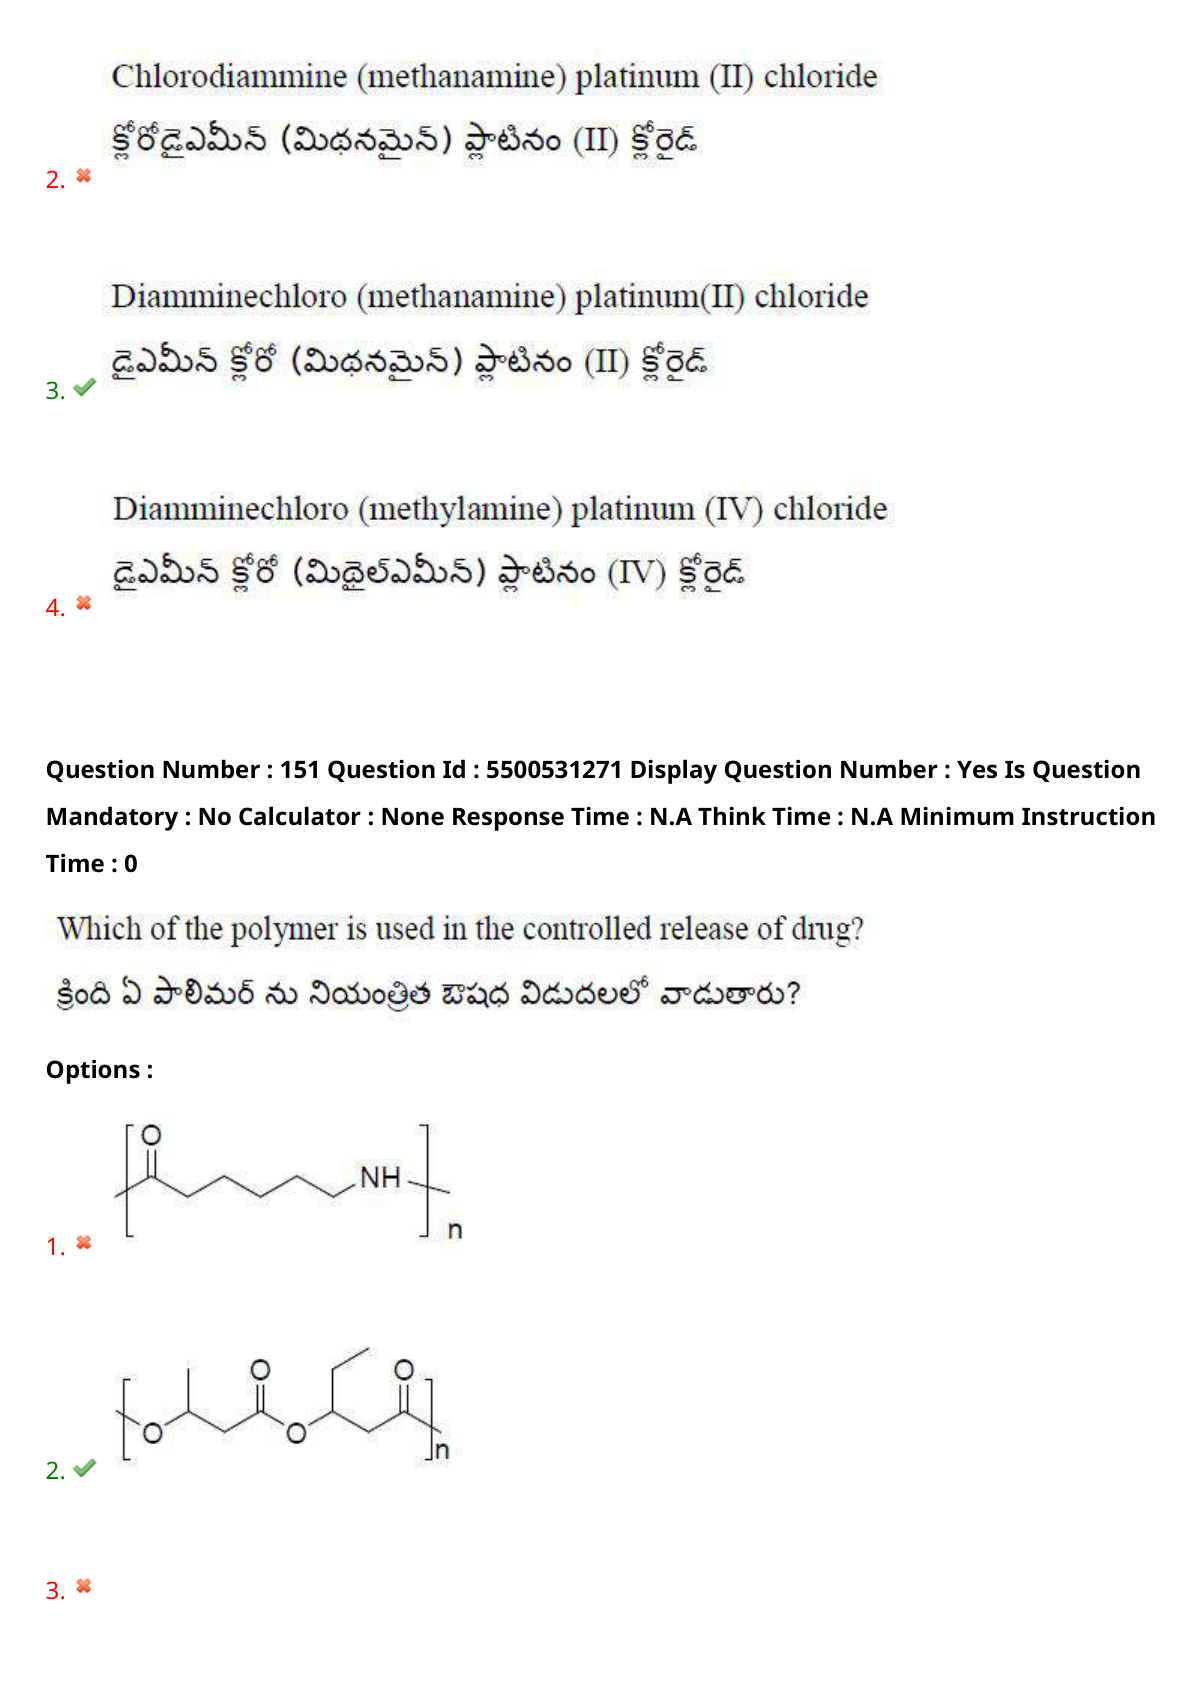 Chlorodiammine (methanamine) platinum (II) chloride
క్లోరోడైఎమీన్ (మిథనమైన్) ప్లాటినం (II) క్లోరైడ్
2.
Diamminechloro (methanamine) platinum(II) chloride
డైఎమీన్ క్లోరో (మిథనమైన్) ప్లాటినం (II) క్లోరైడ్
3.
Diamminechloro (methylamine) platinum (IV) chloride
డైఎమీన్ క్లోరో (మిథైల్ఎమీన్) ప్లాటినం (IV) క్లోరైడ్
4.
Question Number : 151 Question Id : 5500531271 Display Question Number : Yes Is Question
Mandatory : No Calculator : None Response Time : N.A Think Time : N.A Minimum Instruction
Time : 0
Which of the polymer is used in the controlled release of drug?
క్రింది ఏ పాలిమర్ ను నియంత్రిత ఔషధ విడుదలలో వాడుతారు?
Options :
O
NH
n
1.
O O
O O
n
2.
3.